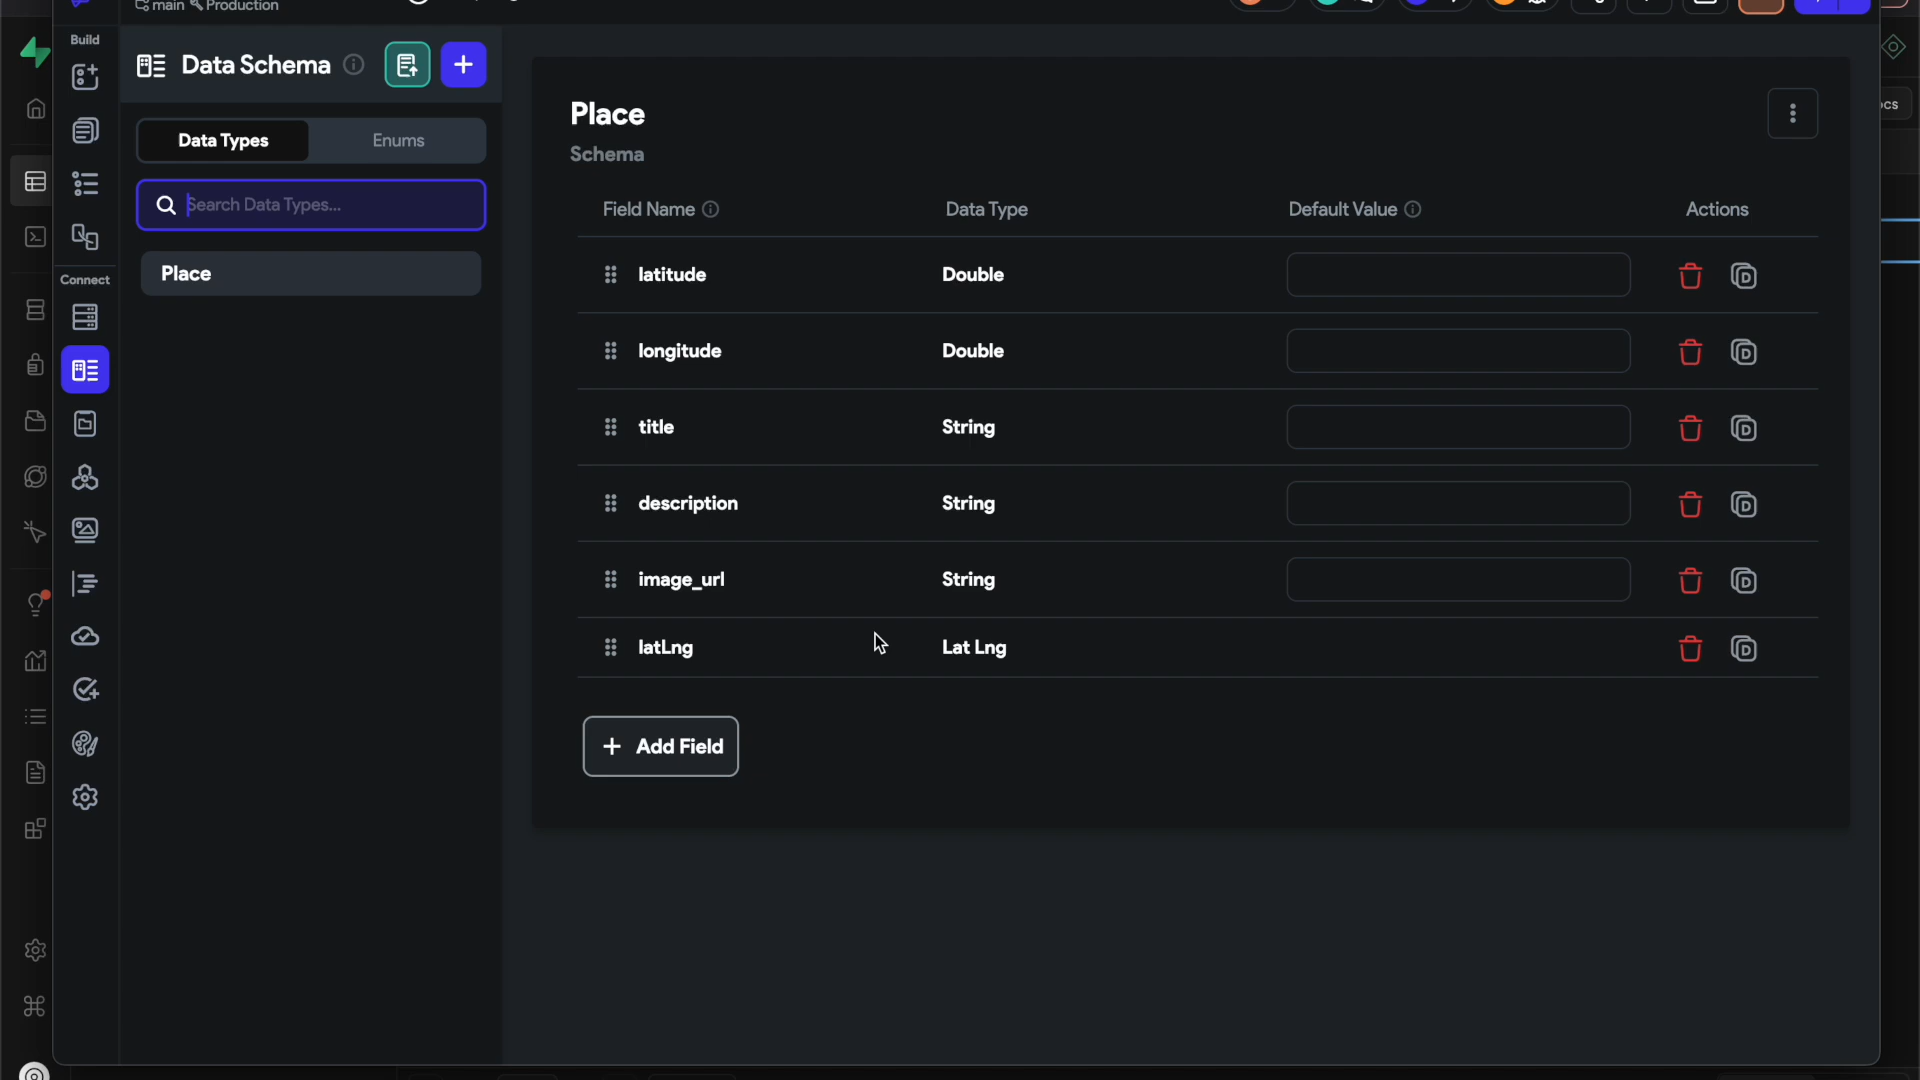 main Production
Build
Data Schema
Data Types
Enums
Search Data Types...
Place
Connect
Place
Schema
Field Name
Data Type
Default Value
Actions
latitude
Double
longitude
Double
title
String
description
String
image_url
String
latLng
Lat Lng
+ Add Field